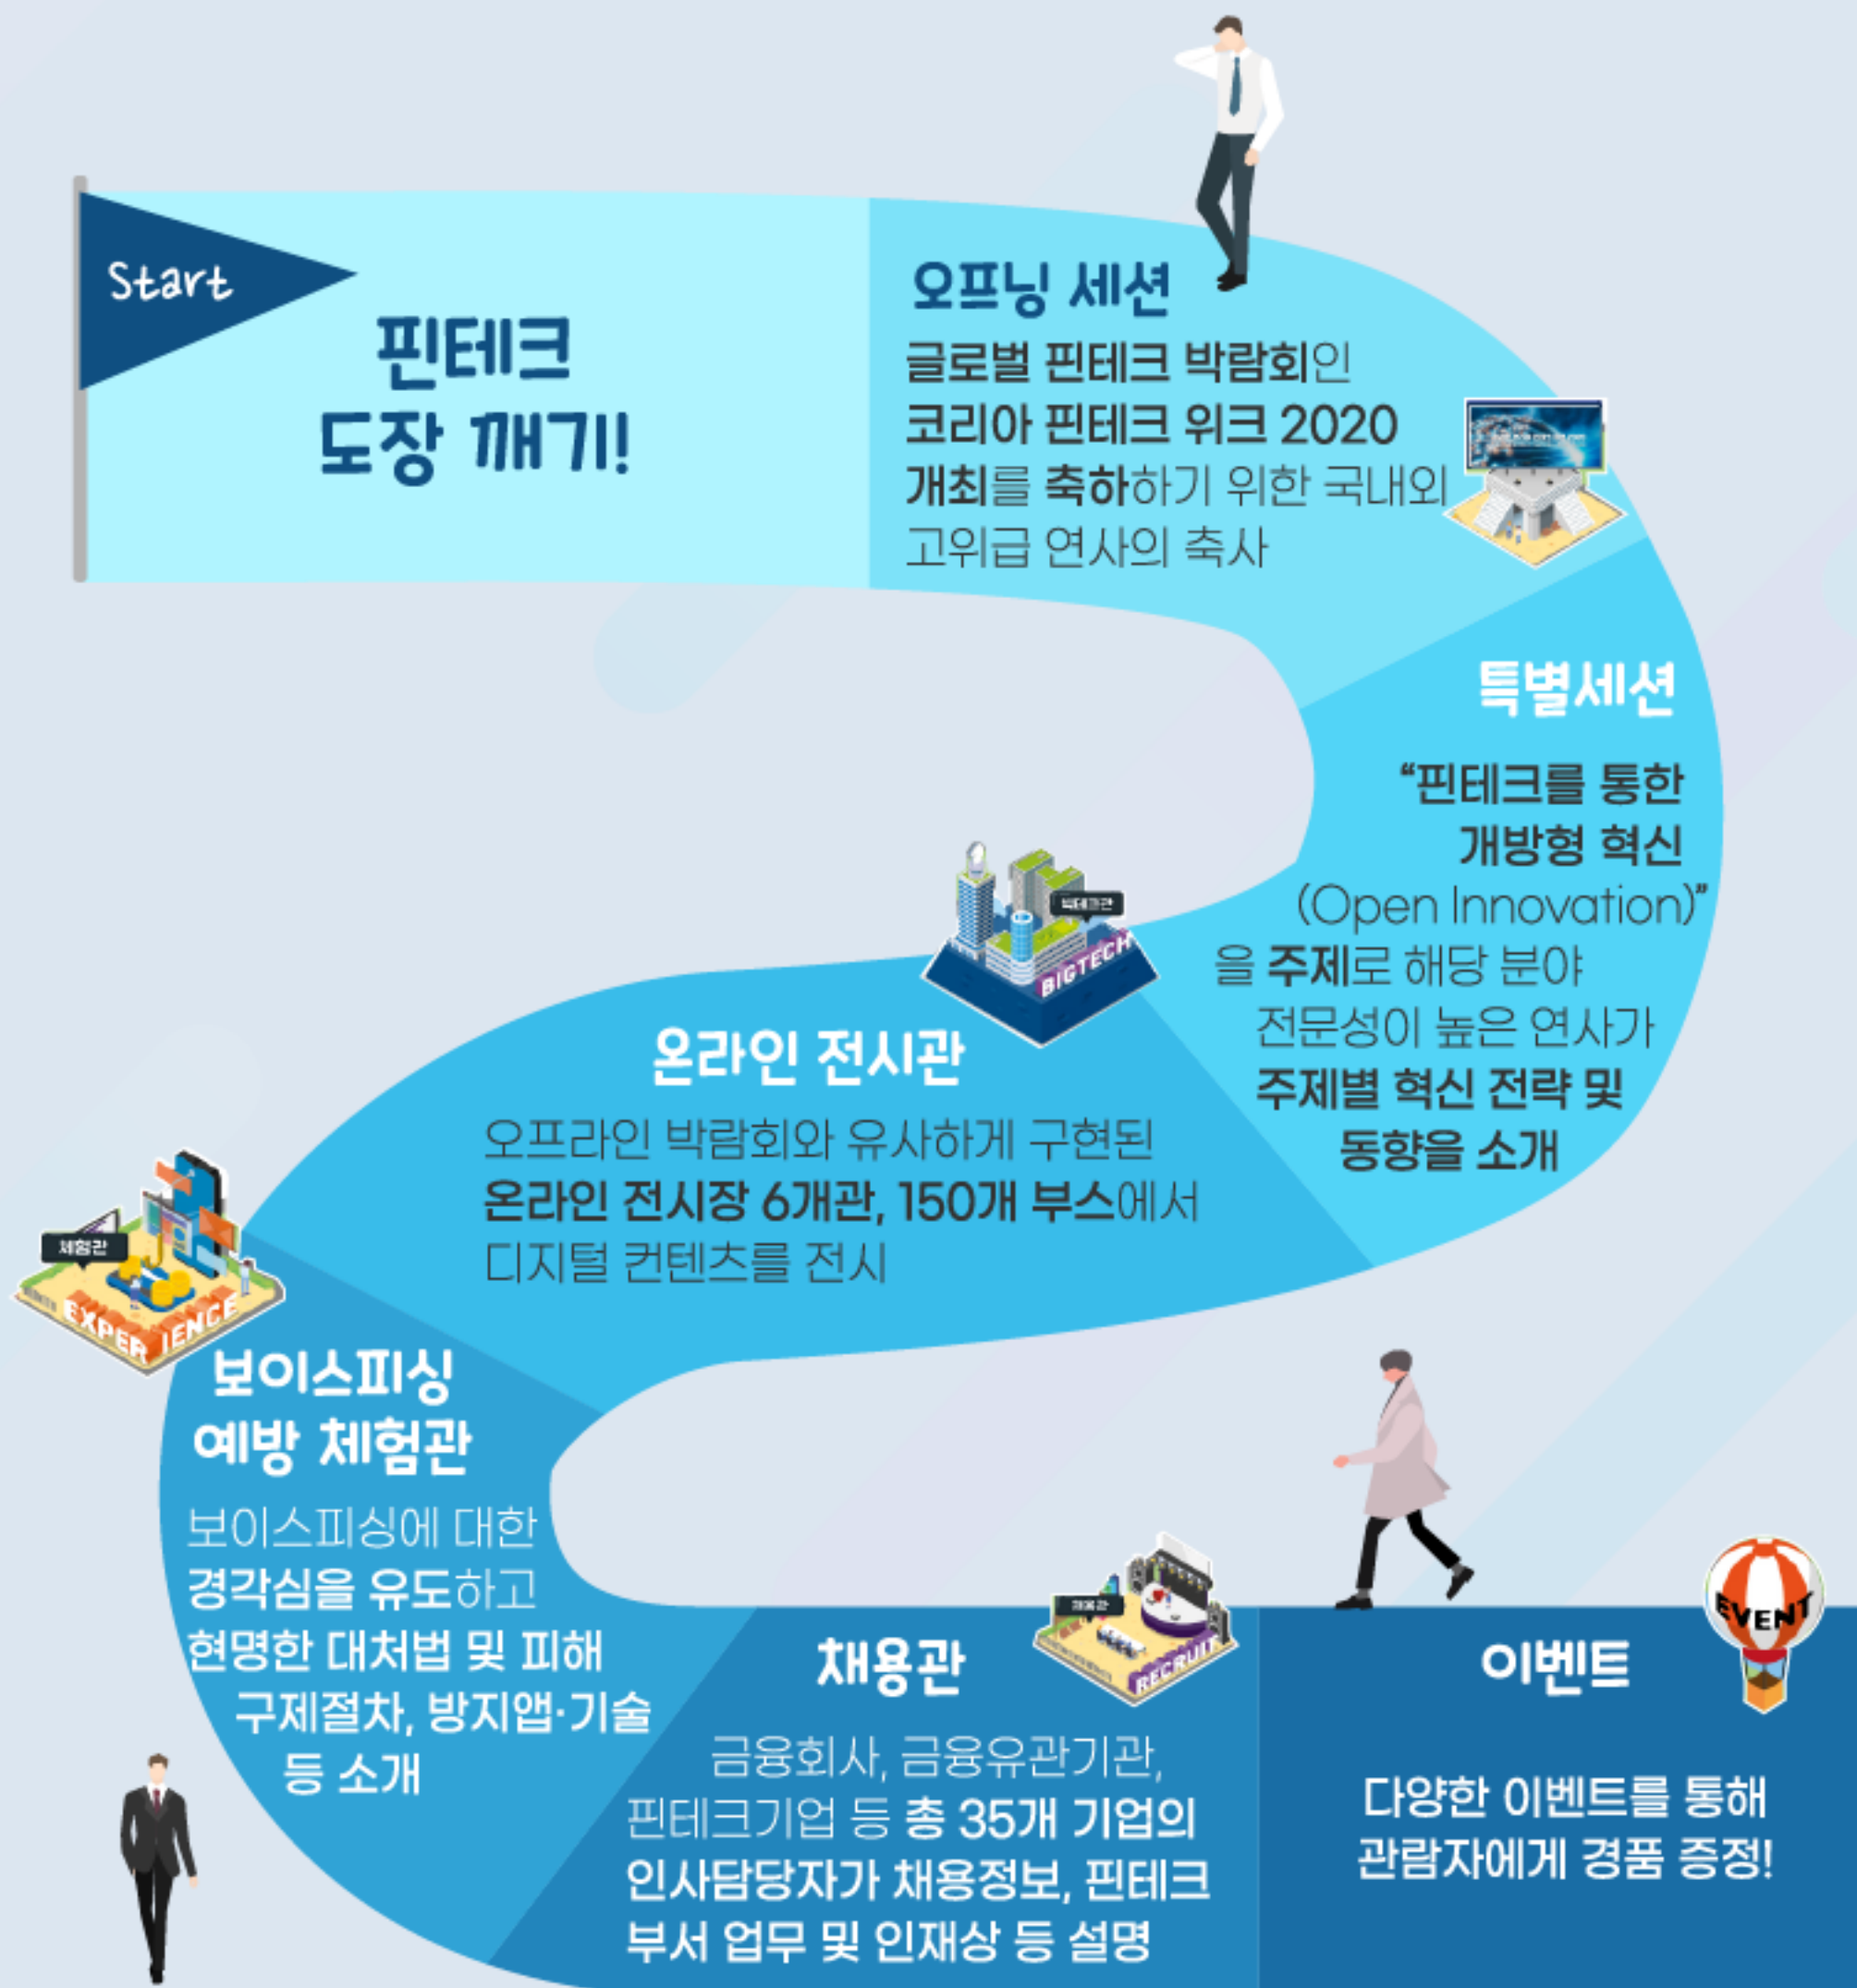 Start
핀테크
도장 깨기!
오프닝 세션
글로벌 핀테크 박람회인
코리아 핀테크 위크 2020
개최를 축하하기 위한 국내외
고위급 연사의 축사
특별세션
“핀테크를 통한
개방형 혁신
(Open Innovation)”
을 주제로 해당 분야
전문성이 높은 연사가
주제별 혁신 전략 및
동향을 소개
빅테크관
BIGTECH
온라인 전시관
오프라인 박람회와 유사하게 구현된
온라인 전시장 6개관, 150개 부스에서
디지털 컨텐츠를 전시
체험관
EXPERIENCE
보이스피싱
예방 체험관
보이스피싱에 대한
경각심을 유도하고
현명한 대처법 및 피해
구제절차, 방지앱·기술
등 소개
채용관
RECRUIT
채용관
금융회사, 금융유관기관,
핀테크기업 등 총 35개 기업의
인사담당자가 채용정보, 핀테크
부서 업무 및 인재상 등 설명
EVENT
이벤트
다양한 이벤트를 통해
관람자에게 경품 증정!